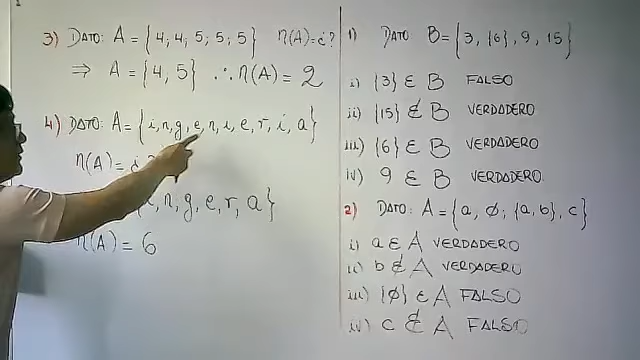 3) DATO: A = {4, 4, 5, 5, 5} n(A)=¿?
⇒ A = {4, 5} ∴ n(A) = 2
4) DATO: A = {i, n, g, e, n, i, e, r, i, a}
n(A) = ¿
{i, n, g, e, r, a}
n(A) = 6
1) DATO B = {3, {6}, 9, 15}
i) {3} ∈ B FALSO
ii) {15} ∉ B VERDADERO
iii) {6} ∈ B VERDADERO
iv) 9 ∈ B VERDADERO
2) DATO: A = {a, ∅, {a, b}, c}
i) a ∈ A VERDADERO
ii) b ∉ A VERDADERO
iii) {∅} ∈ A FALSO
iv) c ∉ A FALSO